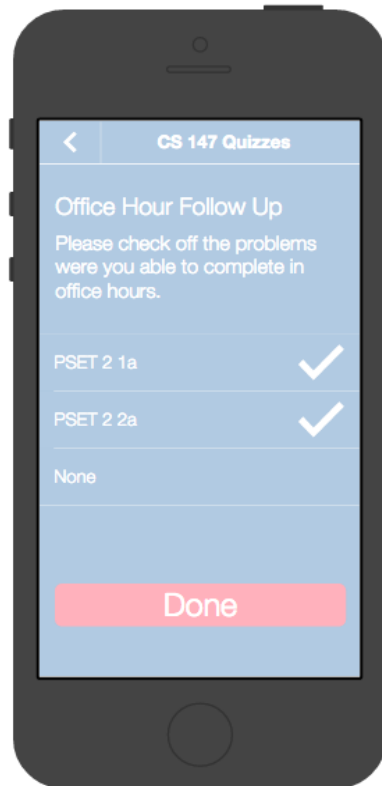 CS 147 Quizzes
Office Hour Follow Up
Please check off the problems
were you able to complete in
office hours.
PSET 2 1a
PSET 2 2a
None
Done